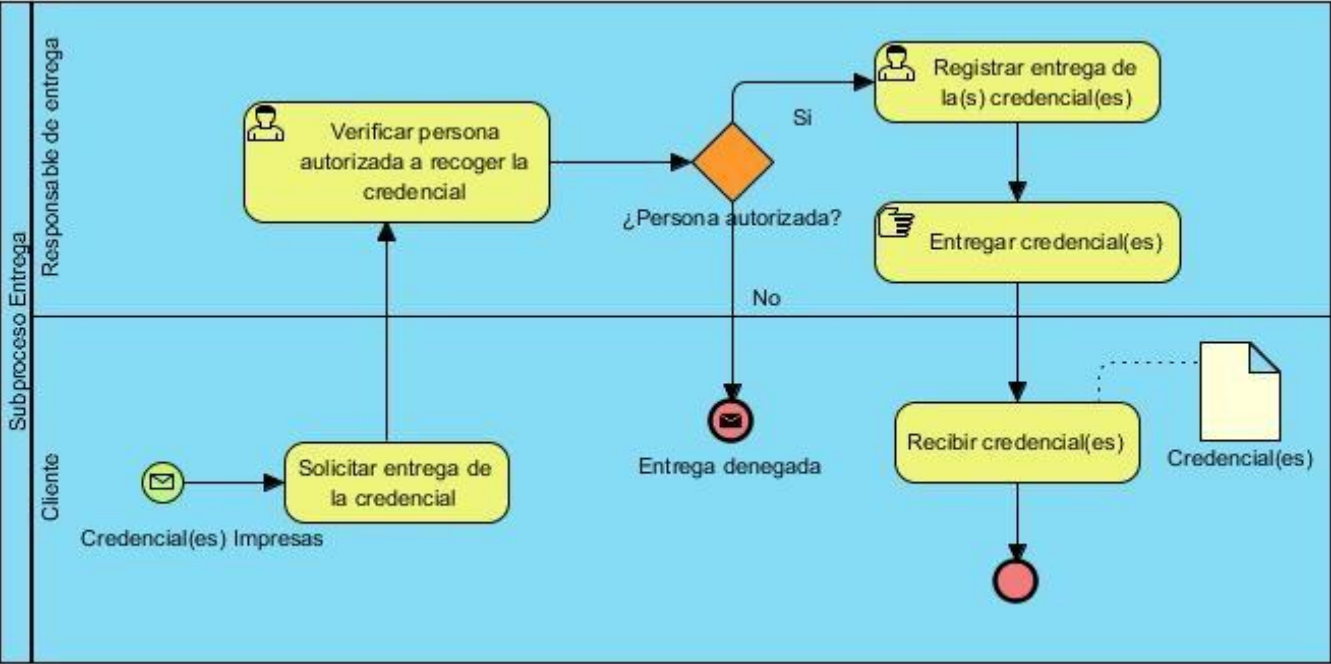 Subproceso Entrega
Responsable de entrega
Cliente
Verificar persona
autorizada a recoger la
credencial
¿Persona autorizada?
Si
No
Registrar entrega de
la(s) credencial(es)
Entregar credencial(es)
Credencial(es) Impresas
Solicitar entrega de
la credencial
Entrega denegada
Recibir credencial(es)
Credencial(es)